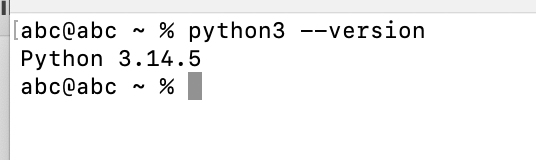 [abc@abc ~ % python3 --version
Python 3.14.5
abc@abc ~ %